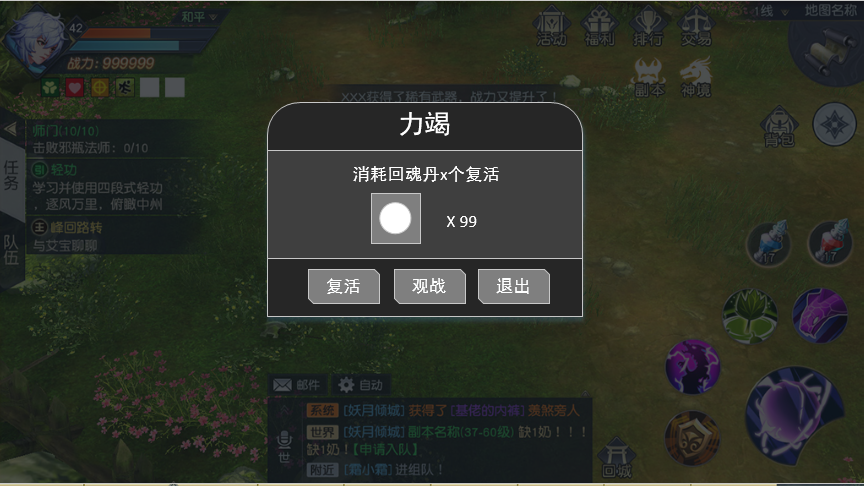 42
和平
战力: 999999
活动
福利
排行
交易
1线
地图名称
副本
神境
XXX获得了稀有武器，战力又提升了！
背包
任务
队伍
师门(10/10)
击败邪瓶法师：0/10
引 轻功
学习并使用四段式轻功
，逐风万里，俯瞰中州
王 峰回路转
与艾宝聊聊
力竭
消耗回魂丹x个复活
X 99
复活
观战
退出
17
17
邮件
自动
系统 [妖月倾城] 获得了 [基佬的内裤] 羡煞旁人
世
世界 [妖月倾城] 副本名称(37-60级) 缺1奶！！！
缺1奶！【申请入队】
附近 [霜小霜] 进组队！
回城